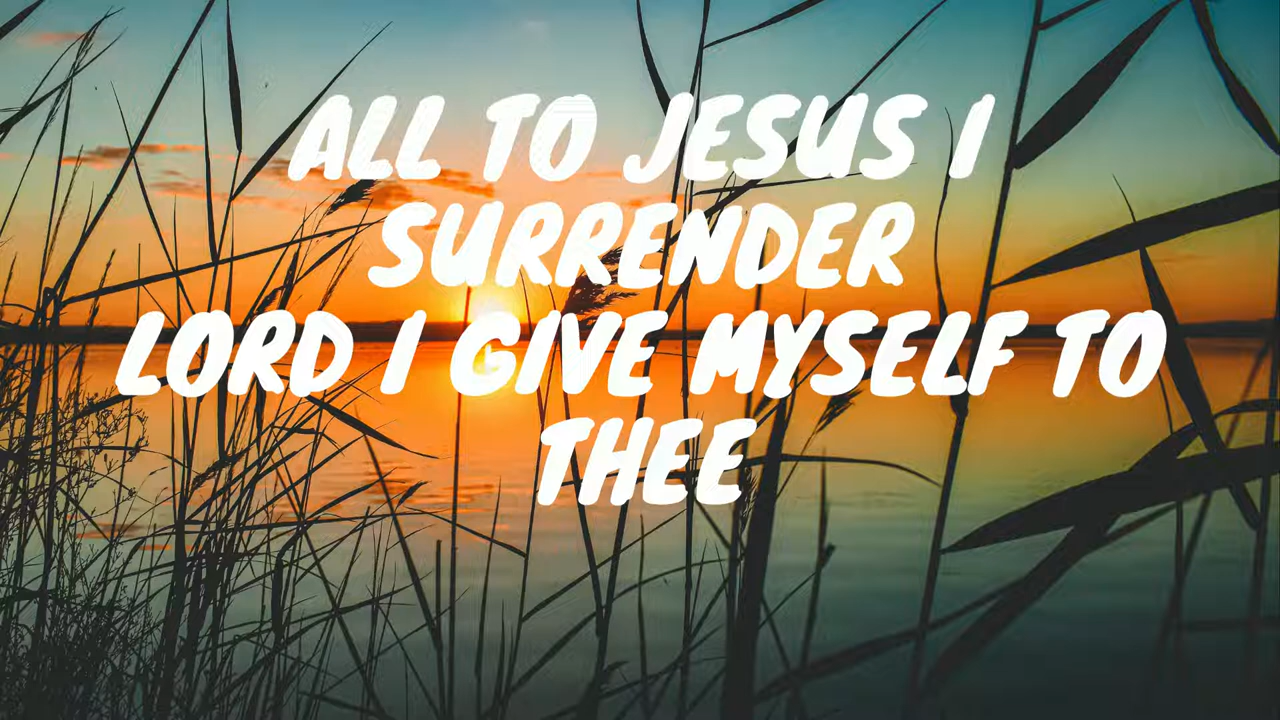 ALL TO JESUS I
SURRENDER
LORD I GIVE MYSELF TO
THEE